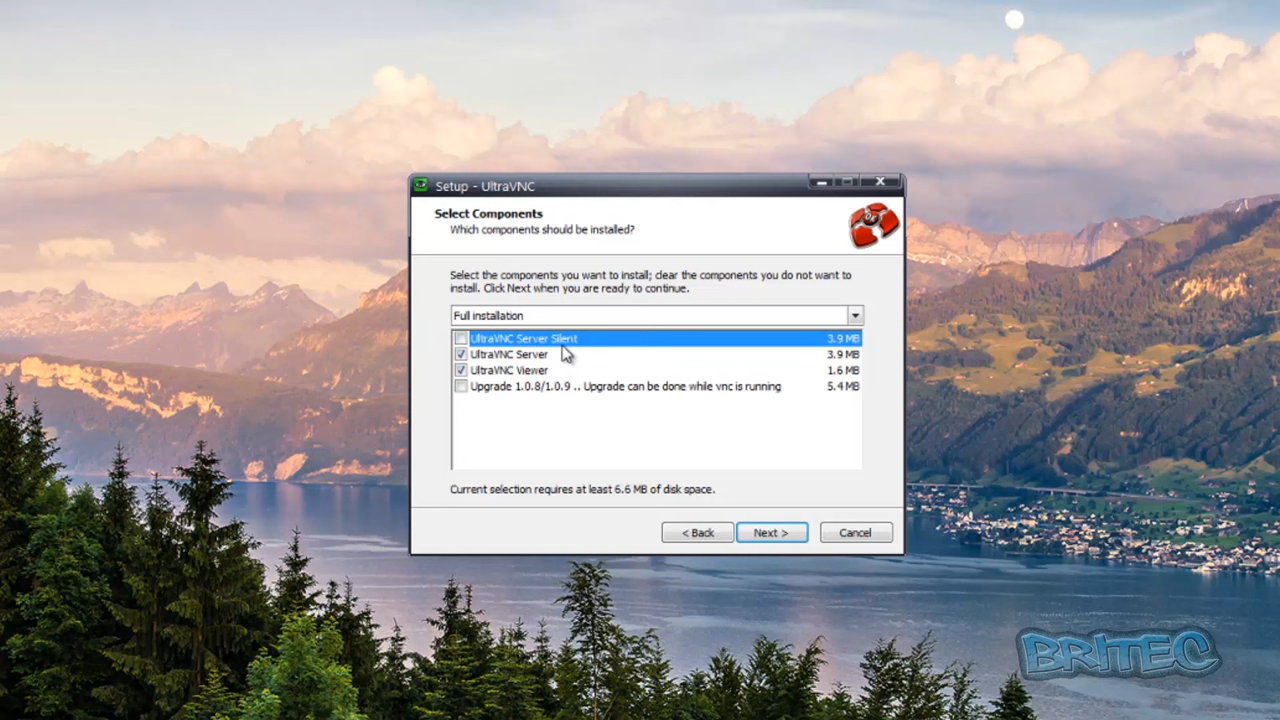 Setup - UltraVNC
Select Components
Which components should be installed?
Select the components you want to install; clear the components you do not want to
install. Click Next when you are ready to continue.
Full installation
UltraVNC Server Silent 3.9 MB
UltraVNC Server 3.9 MB
UltraVNC Viewer 1.6 MB
Upgrade 1.0.8/1.0.9 .. Upgrade can be done while vnc is running 5.4 MB
Current selection requires at least 6.6 MB of disk space.
< Back Next > Cancel
BRITEC